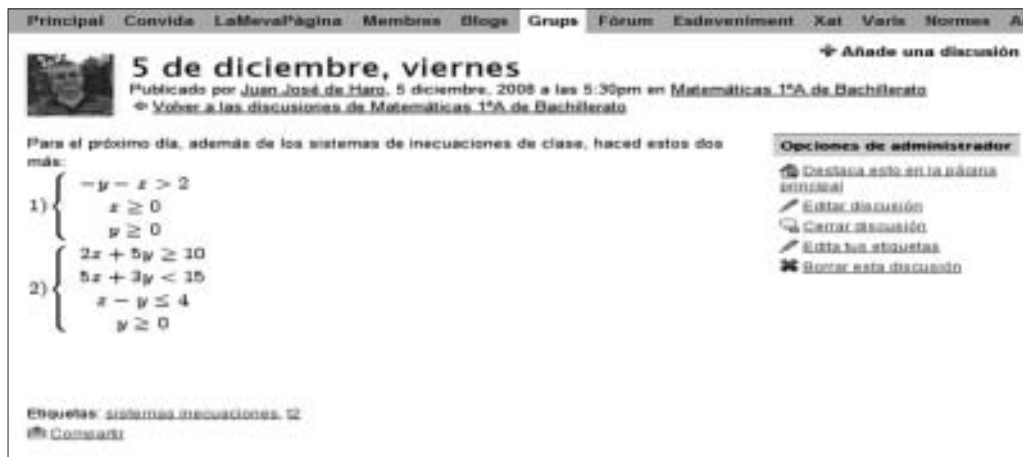 Principal Convida LaMevaPàgina Membres Blogs Grups Fòrum Esdeveniment Xat Varis Normes A
Añade una discusión
5 de diciembre, viernes
Publicado por Juan José de Haro, 5 diciembre, 2008 a las 5:30pm en Matemáticas 1ºA de Bachillerato
Volver a las discusiones de Matemáticas 1ºA de Bachillerato
Para el próximo día, además de los sistemas de inecuaciones de clase, haced estos dos
más:
1) { −y − x > 2
x ≥ 0
y ≥ 0
2) { 2x + 5y ≥ 10
5x + 3y < 15
x − y ≤ 4
y ≥ 0
Etiquetas: sistemas inecuaciones, t2
Compartir
Opciones de administrador
Destaca esto en la página
principal
Editar discusión
Cerrar discusión
Edita tus etiquetas
Borrar esta discusión